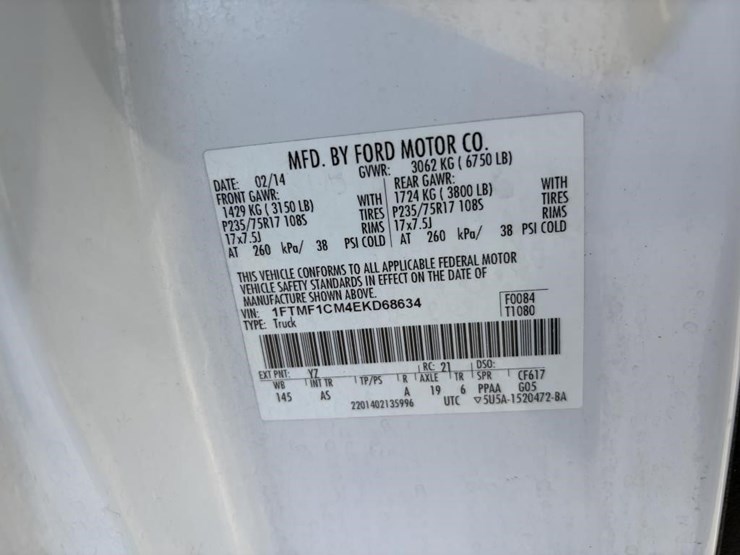 MFD. BY FORD MOTOR CO.
DATE: 02/14 GVWR: 3062 KG ( 6750 LB)
FRONT GAWR: REAR GAWR:
1429 KG ( 3150 LB) WITH 1724 KG ( 3800 LB) WITH
P235/75R17 108S TIRES P235/75R17 108S TIRES
17x7.5J RIMS 17x7.5J RIMS
AT 260 kPa/ 38 PSI COLD AT 260 kPa/ 38 PSI COLD
THIS VEHICLE CONFORMS TO ALL APPLICABLE FEDERAL MOTOR
VEHICLE SAFETY STANDARDS IN EFFECT ON THE DATE OF
MANUFACTURE SHOWN ABOVE.
VIN: 1FTMF1CM4EKD68634 F0084
TYPE: Truck T1080
EXT PNT: YZ RC: 21 DSO:
WB INT TR TP/PS R AXLE TR SPR CF617
145 AS A 19 6 PPAA G05
2201402135996 UTC ▽5U5A-1520472-BA